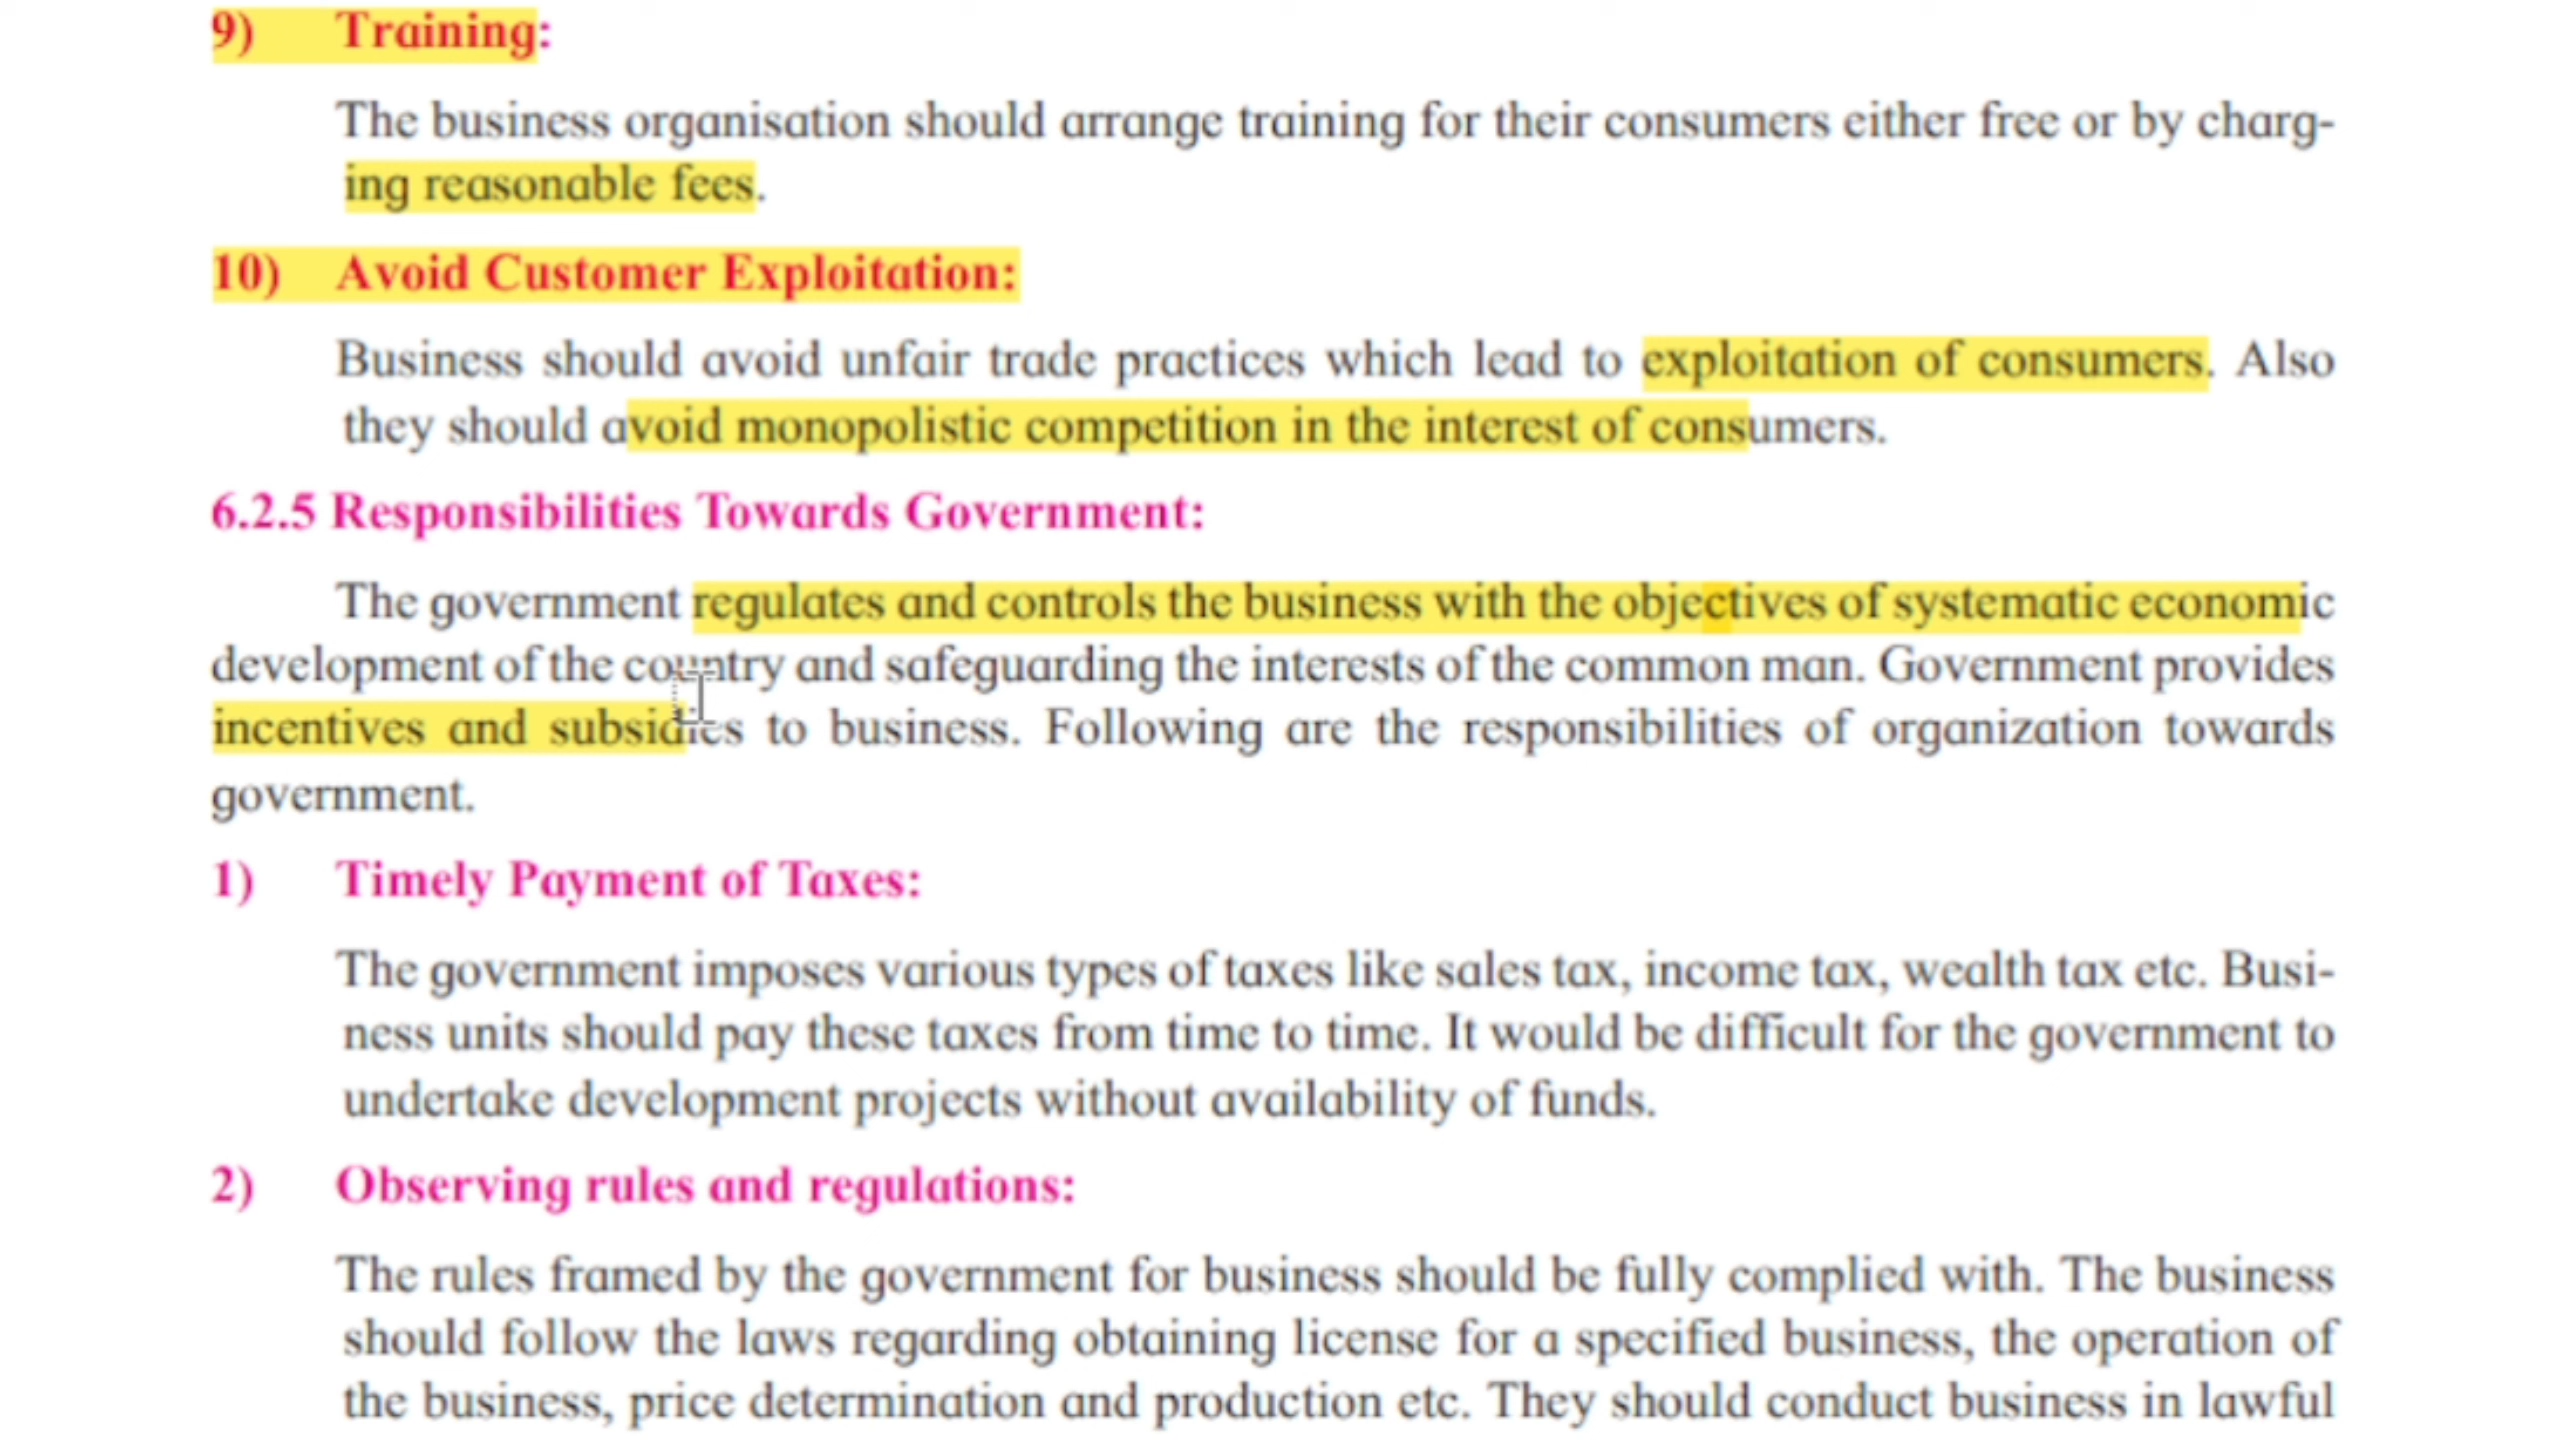 9) Training:
The business organisation should arrange training for their consumers either free or by charg-
ing reasonable fees.
10) Avoid Customer Exploitation:
Business should avoid unfair trade practices which lead to exploitation of consumers. Also
they should avoid monopolistic competition in the interest of consumers.
6.2.5 Responsibilities Towards Government:
The government regulates and controls the business with the objectives of systematic economic
development of the country and safeguarding the interests of the common man. Government provides
incentives and subsidies to business. Following are the responsibilities of organization towards
government.
1) Timely Payment of Taxes:
The government imposes various types of taxes like sales tax, income tax, wealth tax etc. Busi-
ness units should pay these taxes from time to time. It would be difficult for the government to
undertake development projects without availability of funds.
2) Observing rules and regulations:
The rules framed by the government for business should be fully complied with. The business
should follow the laws regarding obtaining license for a specified business, the operation of
the business, price determination and production etc. They should conduct business in lawful